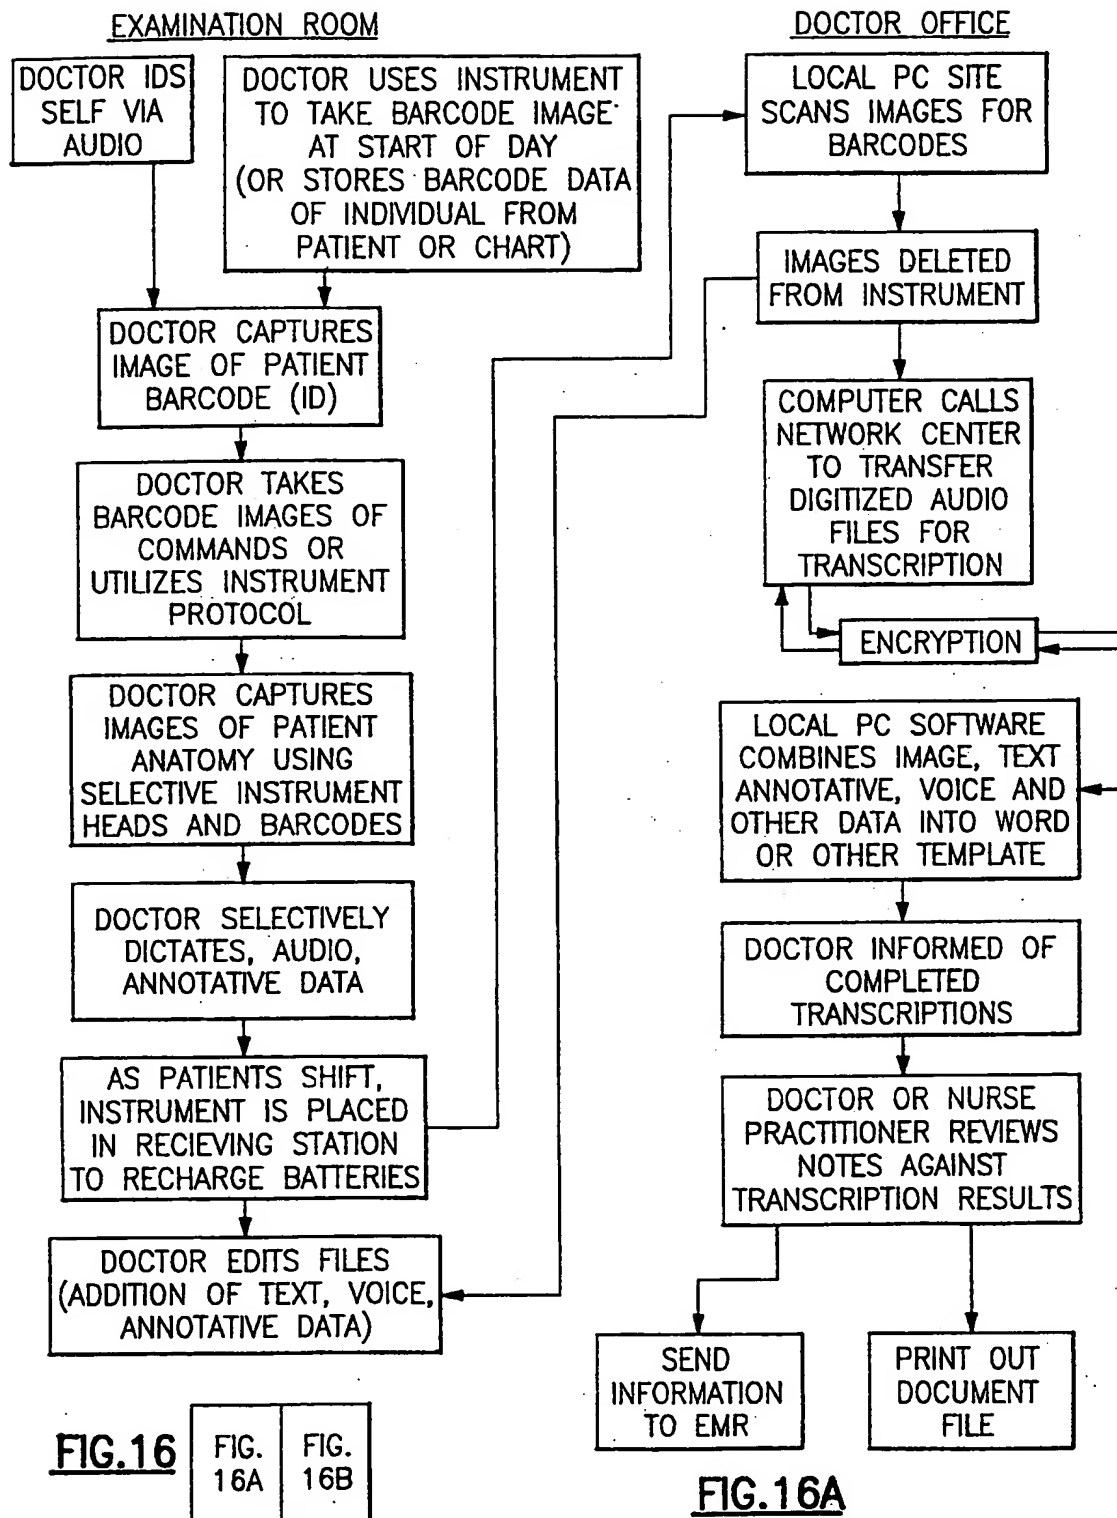 EXAMINATION ROOM
DOCTOR IDS
SELF VIA
AUDIO
DOCTOR USES INSTRUMENT
TO TAKE BARCODE IMAGE
AT START OF DAY
(OR STORES BARCODE DATA
OF INDIVIDUAL FROM
PATIENT OR CHART)
DOCTOR CAPTURES
IMAGE OF PATIENT
BARCODE (ID)
DOCTOR TAKES
BARCODE IMAGES OF
COMMANDS OR
UTILIZES INSTRUMENT
PROTOCOL
DOCTOR CAPTURES
IMAGES OF PATIENT
ANATOMY USING
SELECTIVE INSTRUMENT
HEADS AND BARCODES
DOCTOR SELECTIVELY
DICTATES, AUDIO,
ANNOTATIVE DATA
AS PATIENTS SHIFT,
INSTRUMENT IS PLACED
IN RECIEVING STATION
TO RECHARGE BATTERIES
DOCTOR EDITS FILES
(ADDITION OF TEXT, VOICE,
ANNOTATIVE DATA)
DOCTOR OFFICE
LOCAL PC SITE
SCANS IMAGES FOR
BARCODES
IMAGES DELETED
FROM INSTRUMENT
COMPUTER CALLS
NETWORK CENTER
TO TRANSFER
DIGITIZED AUDIO
FILES FOR
TRANSCRIPTION
ENCRYPTION
LOCAL PC SOFTWARE
COMBINES IMAGE, TEXT
ANNOTATIVE, VOICE AND
OTHER DATA INTO WORD
OR OTHER TEMPLATE
DOCTOR INFORMED OF
COMPLETED
TRANSCRIPTIONS
DOCTOR OR NURSE
PRACTITIONER REVIEWS
NOTES AGAINST
TRANSCRIPTION RESULTS
SEND
INFORMATION
TO EMR
PRINT OUT
DOCUMENT
FILE
FIG.16
FIG.
16A
FIG.
16B
FIG.16A